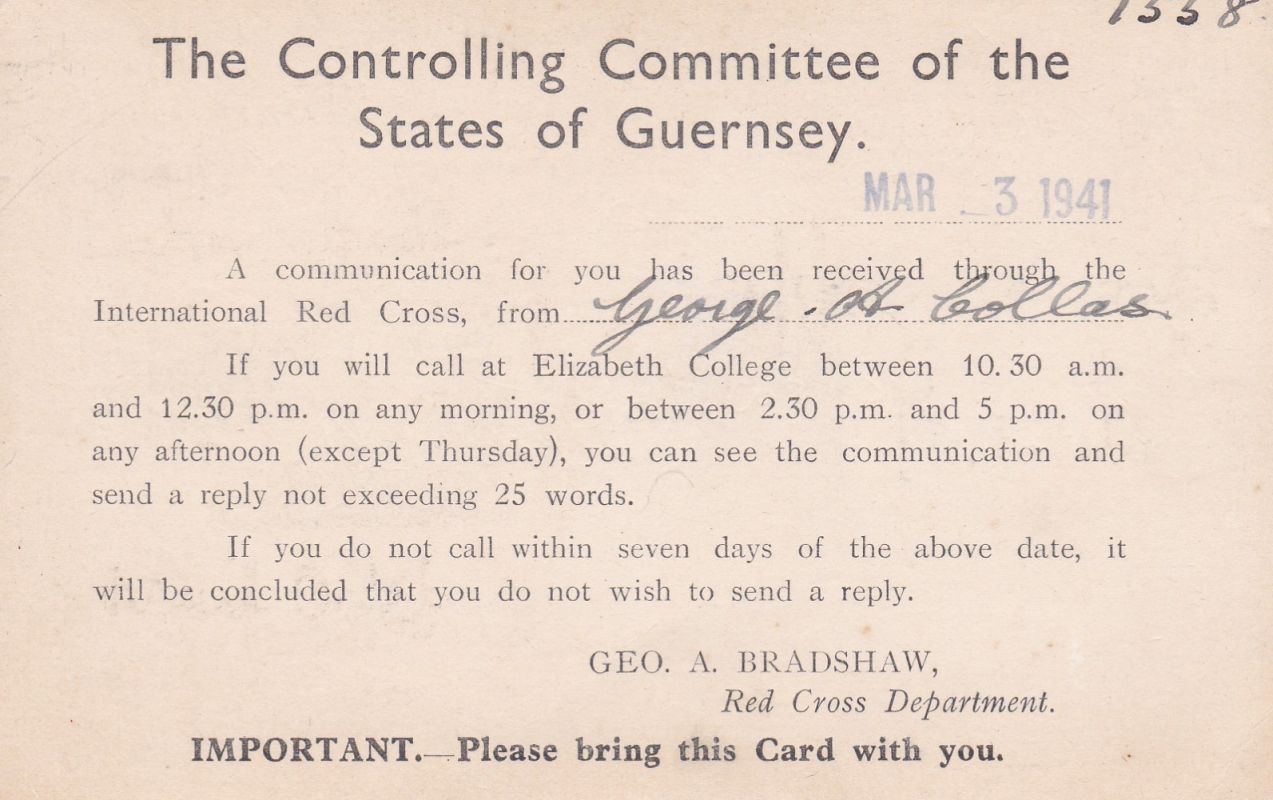 1558.
The Controlling Committee of the
States of Guernsey.
MAR _ 3 1941
A communication for you has been received through the
International Red Cross, from George . A Collas
If you will call at Elizabeth College between 10.30 a.m.
and 12.30 p.m. on any morning, or between 2.30 p.m. and 5 p.m. on
any afternoon (except Thursday), you can see the communication and
send a reply not exceeding 25 words.
If you do not call within seven days of the above date, it
will be concluded that you do not wish to send a reply.
GEO. A. BRADSHAW,
Red Cross Department.
IMPORTANT.—Please bring this Card with you.